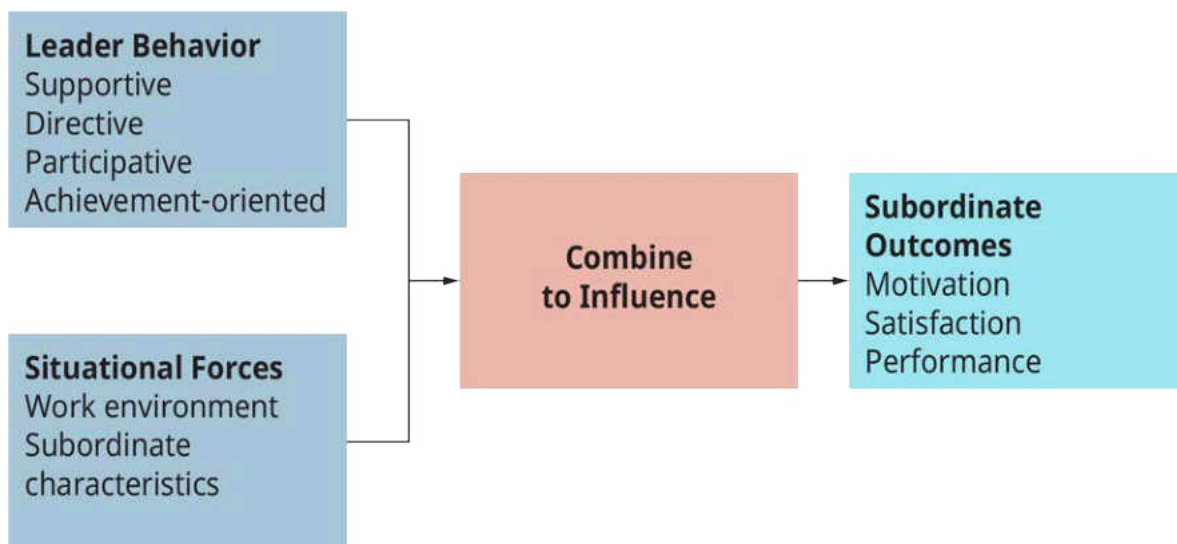 Leader Behavior
Supportive
Directive
Participative
Achievement-oriented
Situational Forces
Work environment
Subordinate
characteristics
Combine
to Influence
Subordinate
Outcomes
Motivation
Satisfaction
Performance